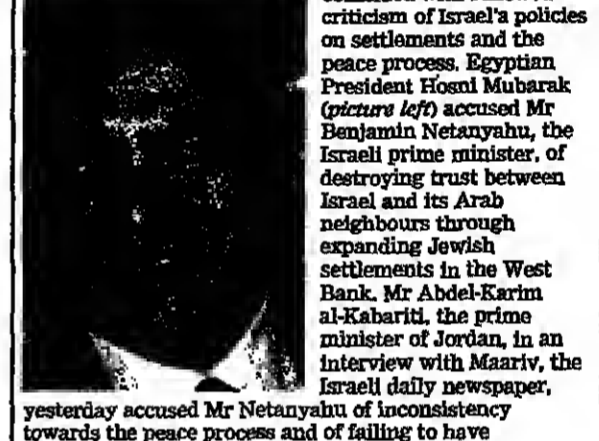 criticism of Israel'a policies
on settlements and the
peace process. Egyptian
President Hosni Mubarak
(picture left) accused Mr
Benjamin Netanyahu, the
Israeli prime minister, of
destroying trust between
Israel and its Arab
neighbours through
expanding Jewish
settlements in the West
Bank. Mr Abdel-Karim
al-Kabariti, the prime
minister of Jordan, in an
interview with Maariv, the
Israeli daily newspaper,
yesterday accused Mr Netanyahu of inconsistency
towards the peace process and of failing to have